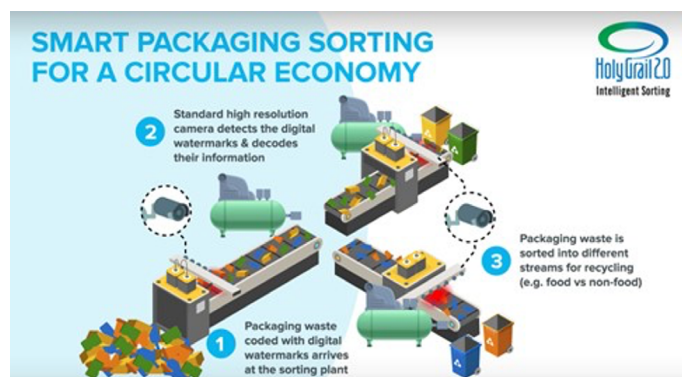 SMART PACKAGING SORTING
FOR A CIRCULAR ECONOMY
HolyGrail 2.0
Intelligent Sorting
2
Standard high resolution
camera detects the digital
watermarks & decodes
their information
3
Packaging waste is
sorted into different
streams for recycling
(e.g. food vs non-food)
1
Packaging waste
coded with digital
watermarks arrives
at the sorting plant